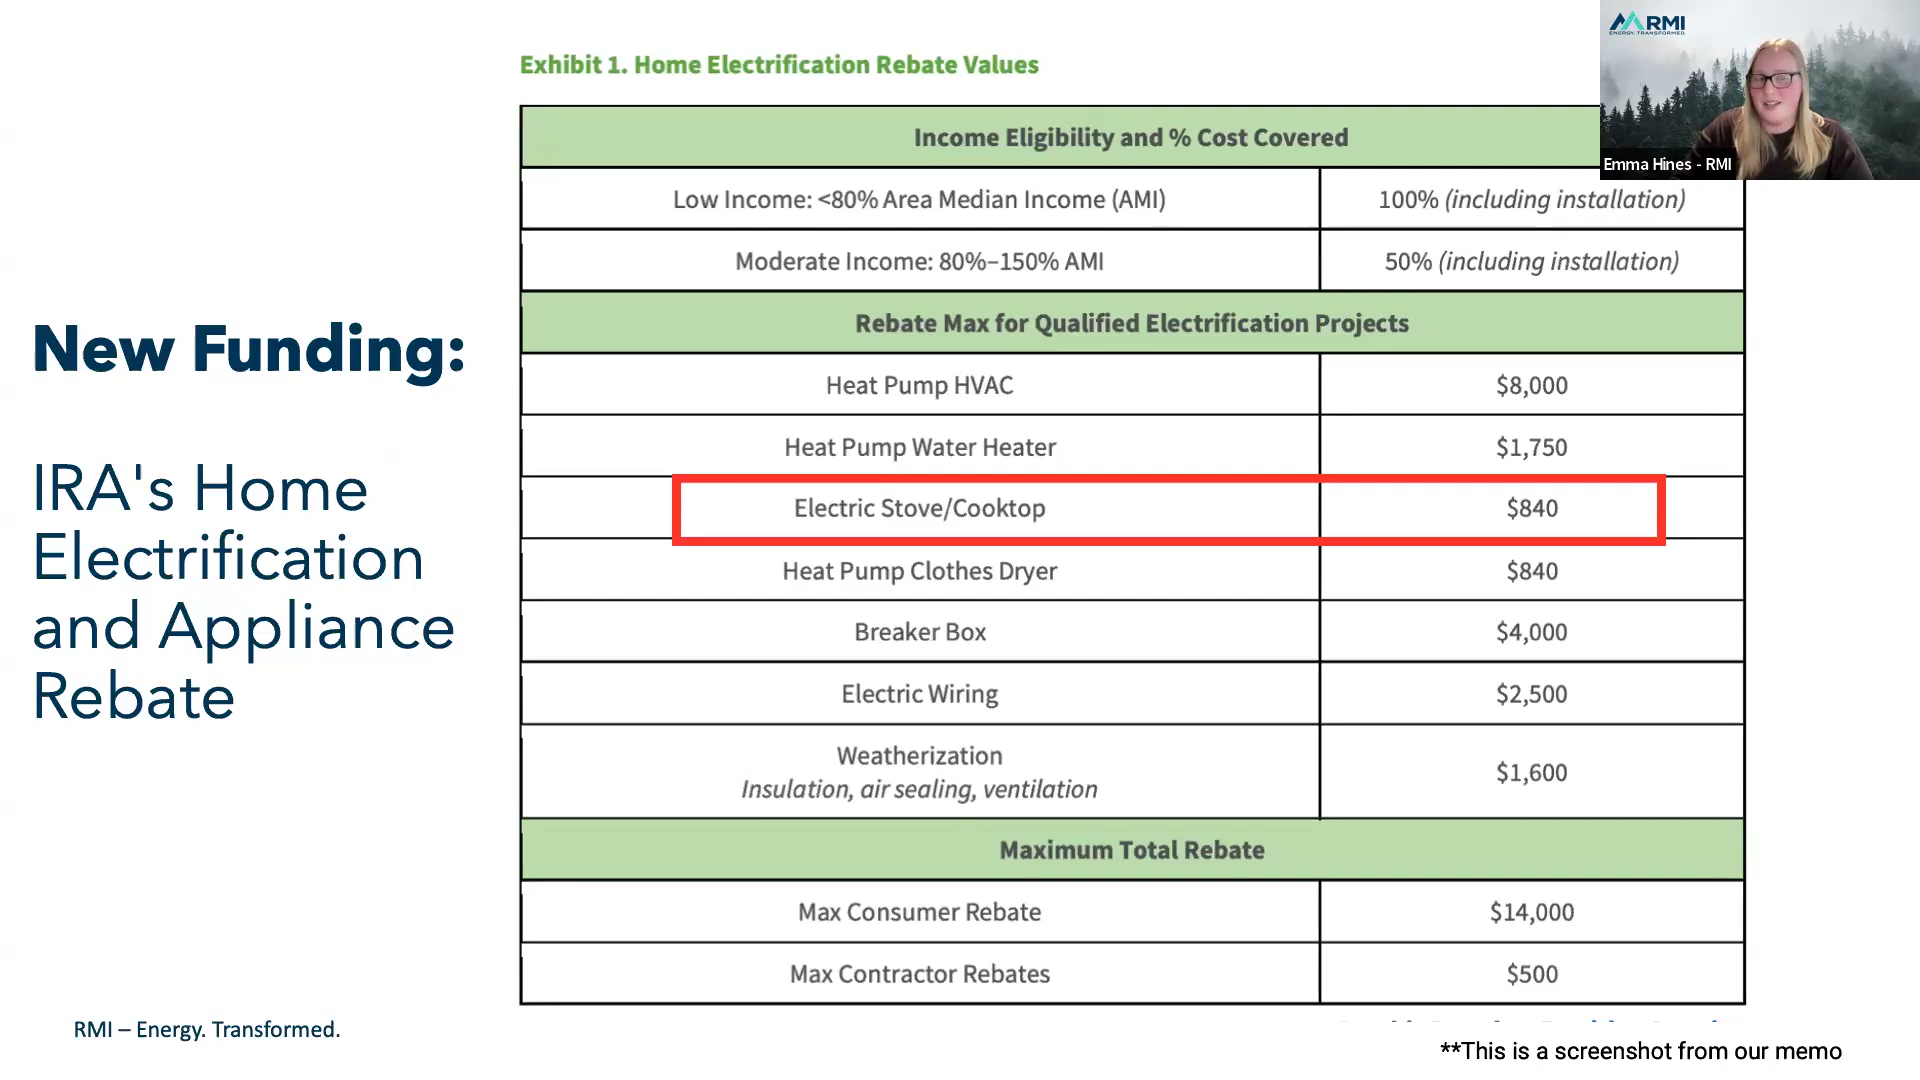 Exhibit 1. Home Electrification Rebate Values
RMI
ENERGY. TRANSFORMED.
Emma Hines - RMI
Income Eligibility and % Cost Covered
Low Income: <80% Area Median Income (AMI) 100% (including installation)
Moderate Income: 80%–150% AMI 50% (including installation)
Rebate Max for Qualified Electrification Projects
Heat Pump HVAC $8,000
Heat Pump Water Heater $1,750
Electric Stove/Cooktop $840
Heat Pump Clothes Dryer $840
Breaker Box $4,000
Electric Wiring $2,500
Weatherization
Insulation, air sealing, ventilation $1,600
Maximum Total Rebate
Max Consumer Rebate $14,000
Max Contractor Rebates $500
New Funding:
IRA's Home
Electrification
and Appliance
Rebate
RMI – Energy. Transformed.
**This is a screenshot from our memo